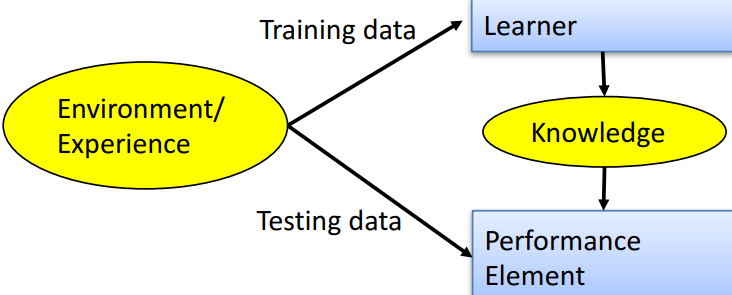 Training data
Learner
Environment/
Experience
Knowledge
Testing data
Performance
Element